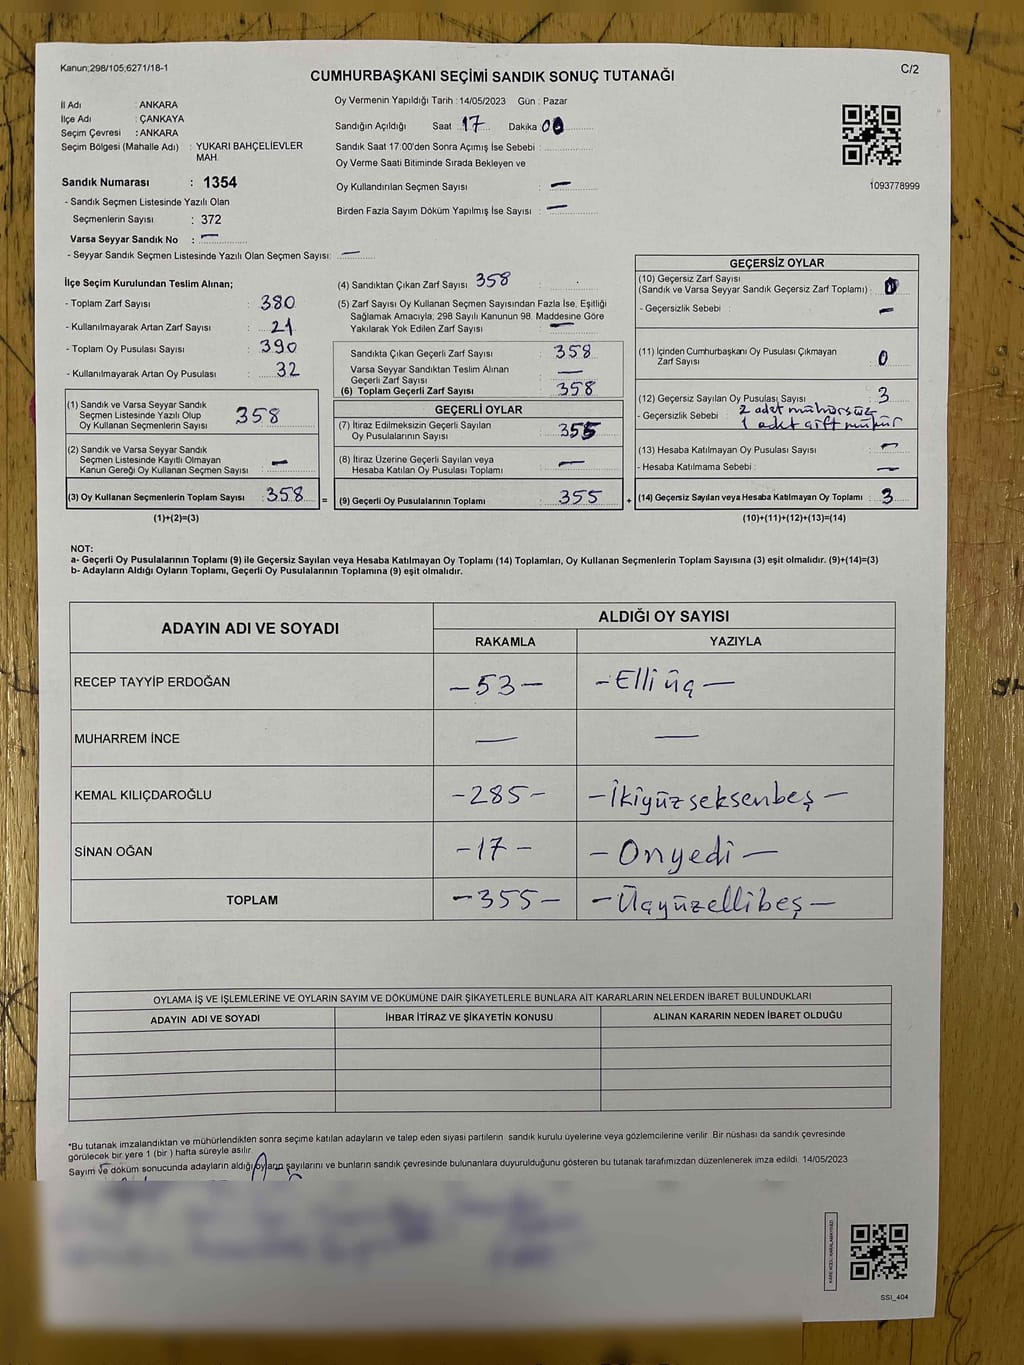 Kanun;298/105;6271/18-1
C/2
CUMHURBAŞKANI SEÇİMİ SANDIK SONUÇ TUTANAĞI
İl Adı : ANKARA
İlçe Adı : ÇANKAYA
Seçim Çevresi : ANKARA
Seçim Bölgesi (Mahalle Adı) : YUKARI BAHÇELİEVLER
MAH.
Sandık Numarası : 1354
- Sandık Seçmen Listesinde Yazılı Olan
Seçmenlerin Sayısı : 372
Varsa Seyyar Sandık No : —
- Seyyar Sandık Seçmen Listesinde Yazılı Olan Seçmen Sayısı: —
Oy Vermenin Yapıldığı Tarih : 14/05/2023 Gün : Pazar
Sandığın Açıldığı Saat 17 Dakika 00
Sandık Saat 17:00'den Sonra Açımış İse Sebebi :
Oy Verme Saati Bitiminde Sırada Bekleyen ve
Oy Kullandırılan Seçmen Sayısı : —
Birden Fazla Sayım Döküm Yapılmış İse Sayısı : —
1093778999
İlçe Seçim Kurulundan Teslim Alınan;
- Toplam Zarf Sayısı : 380
- Kullanılmayarak Artan Zarf Sayısı : 21
- Toplam Oy Pusulası Sayısı : 390
- Kullanılmayarak Artan Oy Pusulası : 32
(1) Sandık ve Varsa Seyyar Sandık
Seçmen Listesinde Yazılı Olup
Oy Kullanan Seçmenlerin Sayısı : 358
(2) Sandık ve Varsa Seyyar Sandık
Seçmen Listesinde Kayıtlı Olmayan
Kanun Gereği Oy Kullanan Seçmen Sayısı : —
(3) Oy Kullanan Seçmenlerin Toplam Sayısı : 358 =
(1)+(2)=(3)
(4) Sandıktan Çıkan Zarf Sayısı 358
(5) Zarf Sayısı Oy Kullanan Seçmen Sayısından Fazla İse, Eşitliği
Sağlamak Amacıyla; 298 Sayılı Kanunun 98. Maddesine Göre
Yakılarak Yok Edilen Zarf Sayısı : —
Sandıkta Çıkan Geçerli Zarf Sayısı : 358
Varsa Seyyar Sandıktan Teslim Alınan
Geçerli Zarf Sayısı : —
(6) Toplam Geçerli Zarf Sayısı : 358
GEÇERLİ OYLAR
(7) İtiraz Edilmeksizin Geçerli Sayılan
Oy Pusulalarının Sayısı : 355
(8) İtiraz Üzerine Geçerli Sayılan veya
Hesaba Katılan Oy Pusulası Toplamı : —
(9) Geçerli Oy Pusulalarının Toplamı : 355 +
GEÇERSİZ OYLAR
(10) Geçersiz Zarf Sayısı
(Sandık ve Varsa Seyyar Sandık Geçersiz Zarf Toplamı) : 0
- Geçersizlik Sebebi : —
(11) İçinden Cumhurbaşkanı Oy Pusulası Çıkmayan
Zarf Sayısı : 0
(12) Geçersiz Sayılan Oy Pusulası Sayısı : 3
- Geçersizlik Sebebi : 2 adet mühürsüz
1 adet çift mühür
(13) Hesaba Katılmayan Oy Pusulası Sayısı : —
- Hesaba Katılmama Sebebi : —
(14) Geçersiz Sayılan veya Hesaba Katılmayan Oy Toplamı : 3
(10)+(11)+(12)+(13)=(14)
NOT:
a- Geçerli Oy Pusulalarının Toplamı (9) ile Geçersiz Sayılan veya Hesaba Katılmayan Oy Toplamı (14) Toplamları, Oy Kullanan Seçmenlerin Toplam Sayısına (3) eşit olmalıdır. (9)+(14)=(3)
b- Adayların Aldığı Oyların Toplamı, Geçerli Oy Pusulalarının Toplamına (9) eşit olmalıdır.
ADAYIN ADI VE SOYADI
ALDIĞI OY SAYISI
RAKAMLA YAZIYLA
RECEP TAYYİP ERDOĞAN -53- -Elli üç-
MUHARREM İNCE — —
KEMAL KILIÇDAROĞLU -285- -İkiyüzseksenbeş-
SİNAN OĞAN -17- -Onyedi-
TOPLAM -355- -Üçyüzellibeş-
OYLAMA İŞ VE İŞLEMLERİNE VE OYLARIN SAYIM VE DÖKÜMÜNE DAİR ŞİKAYETLERLE BUNLARA AİT KARARLARIN NELERDEN İBARET BULUNDUKLARI
ADAYIN ADI VE SOYADI İHBAR İTİRAZ VE ŞİKAYETİN KONUSU ALINAN KARARIN NEDEN İBARET OLDUĞU
*Bu tutanak imzalandıktan ve mühürlendikten sonra seçime katılan adayların ve talep eden siyasi partilerin sandık kurulu üyelerine veya gözlemcilerine verilir. Bir nüshası da sandık çevresinde
görülecek bir yere 1 (bir ) hafta süreyle asılır.
Sayım ve döküm sonucunda adayların aldığı oyların sayılarını ve bunların sandık çevresinde bulunanlara duyurulduğunu gösteren bu tutanak tarafımızdan düzenlenerek imza edildi. 14/05/2023
SSI_404